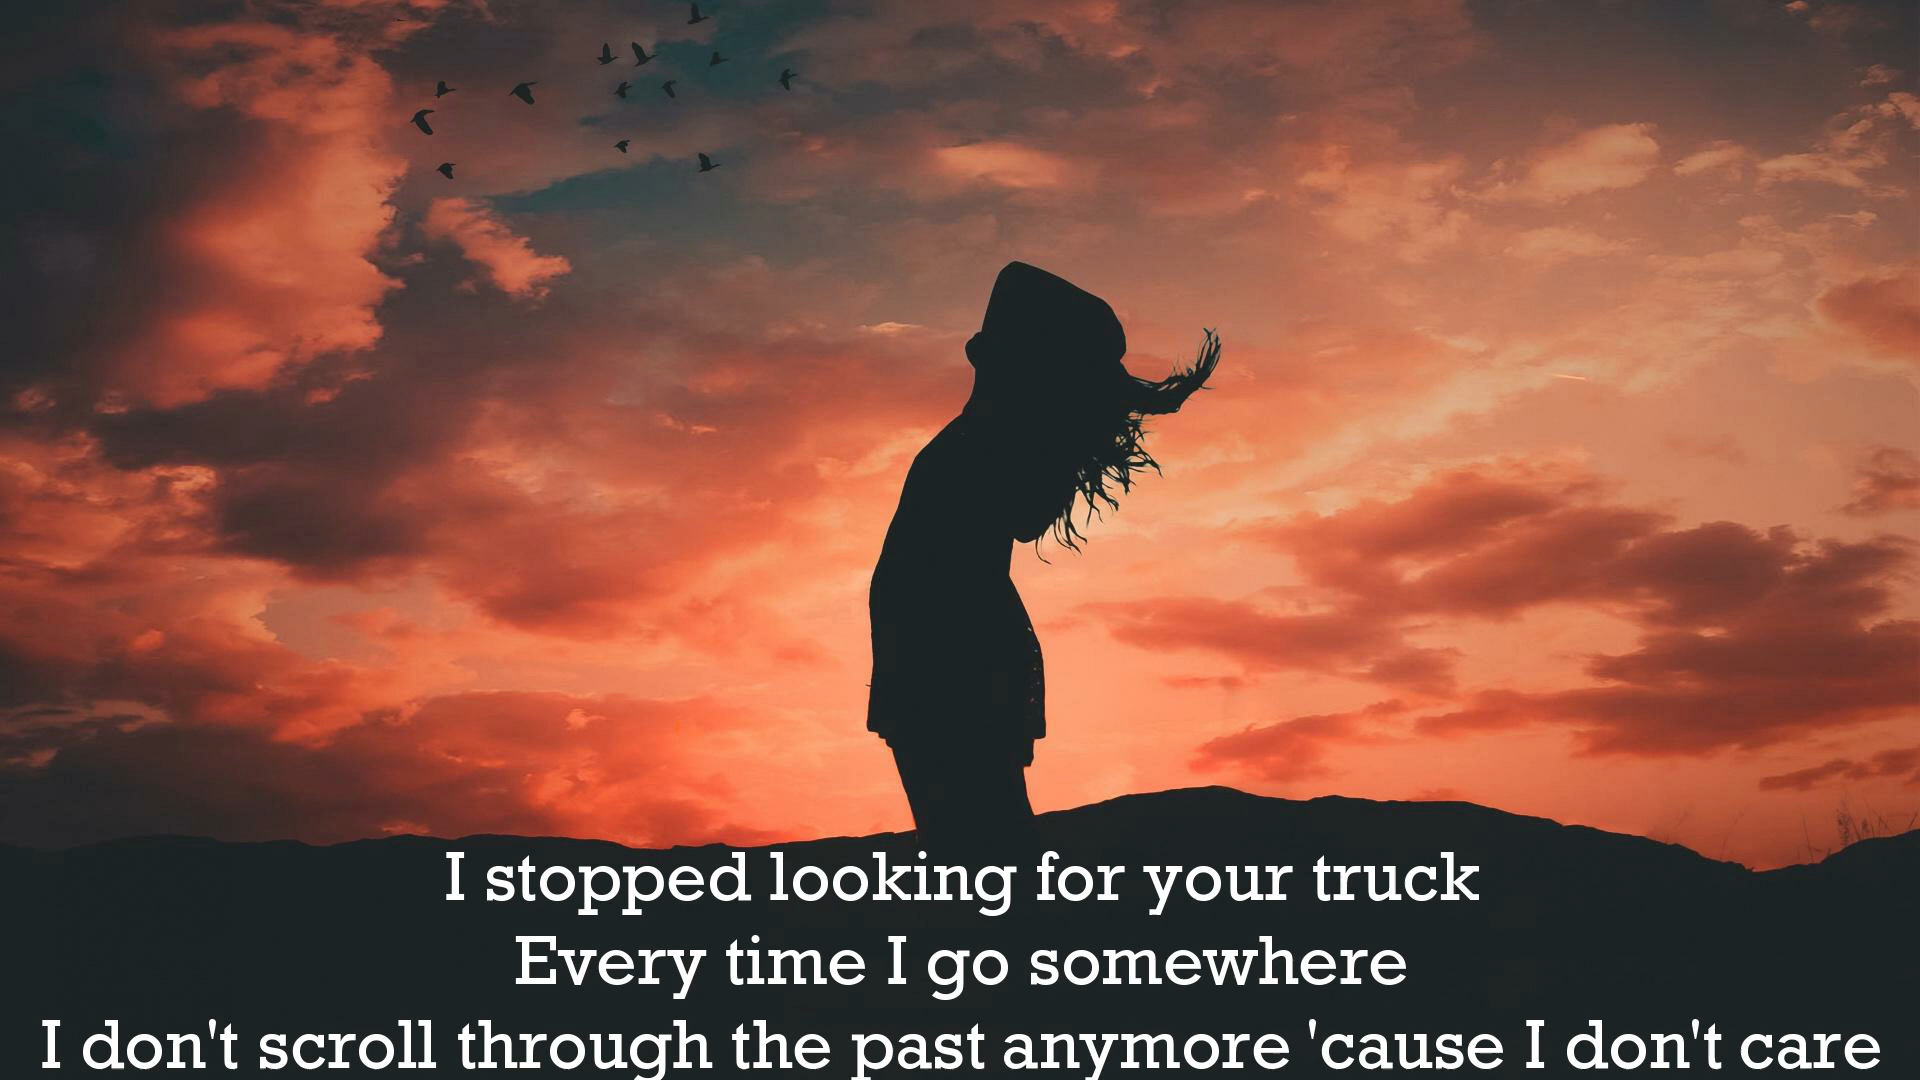 I stopped looking for your truck
Every time I go somewhere
I don't scroll through the past anymore 'cause I don't care